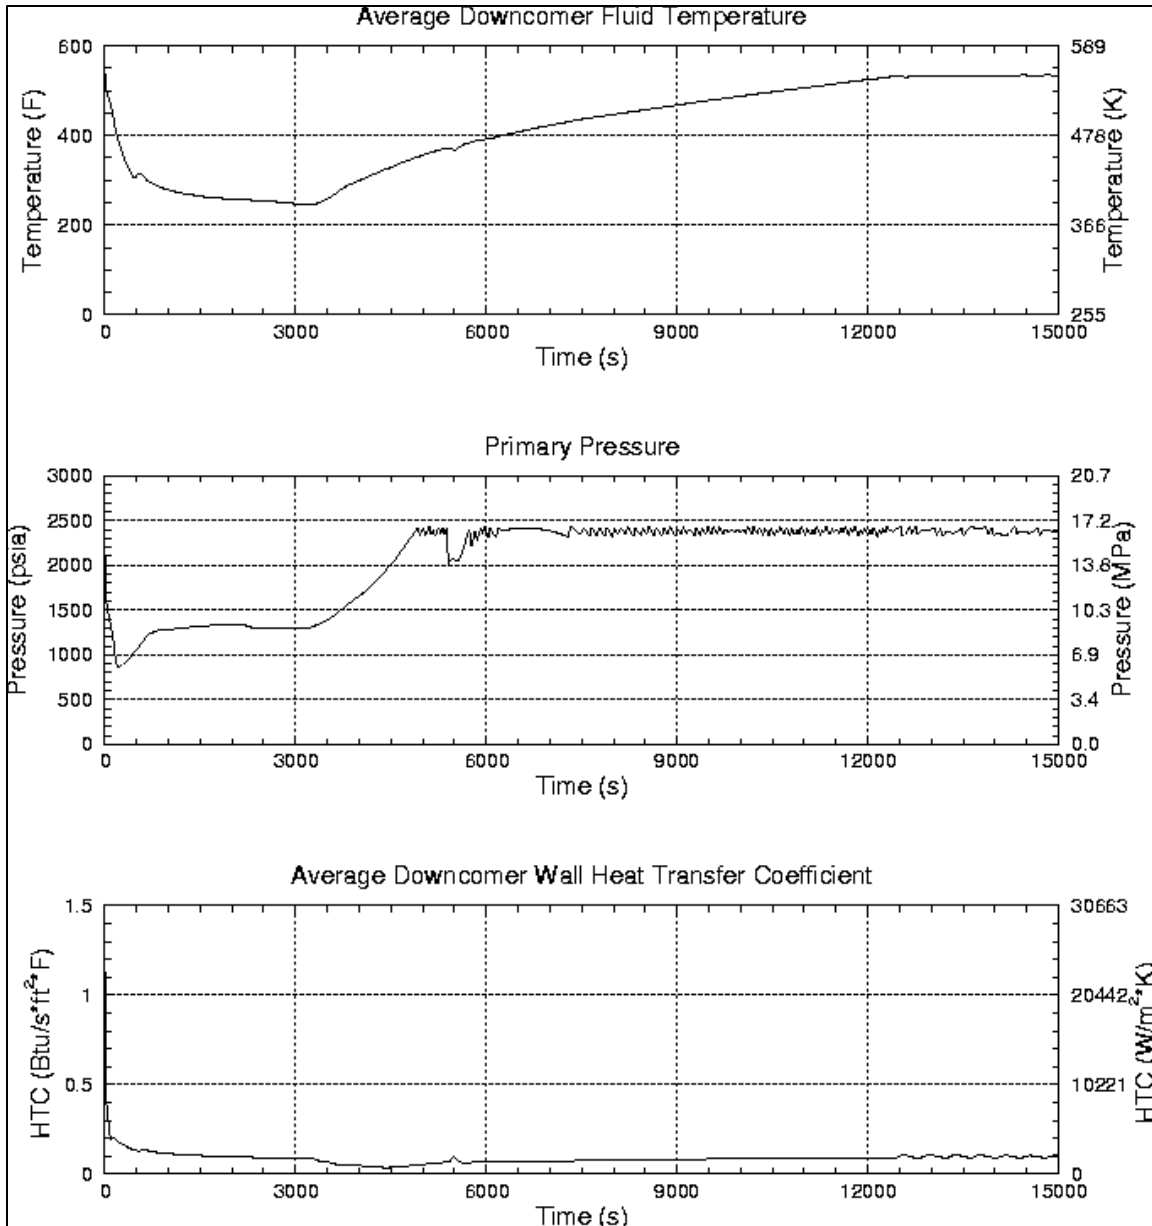 Average Downcomer Fluid Temperature
600
400
200
0
Temperature (F)
589
478
366
255
Temperature (K)
0 3000 6000 9000 12000 15000
Time (s)
Primary Pressure
3000
2500
2000
1500
1000
500
0
Pressure (psia)
20.7
17.2
13.8
10.3
6.9
3.4
0.0
Pressure (MPa)
0 3000 6000 9000 12000 15000
Time (s)
Average Downcomer Wall Heat Transfer Coefficient
1.5
1
0.5
0
HTC (Btu/s*ft²*F)
30663
20442
10221
0
HTC (W/m²*K)
0 3000 6000 9000 12000 15000
Time (s)